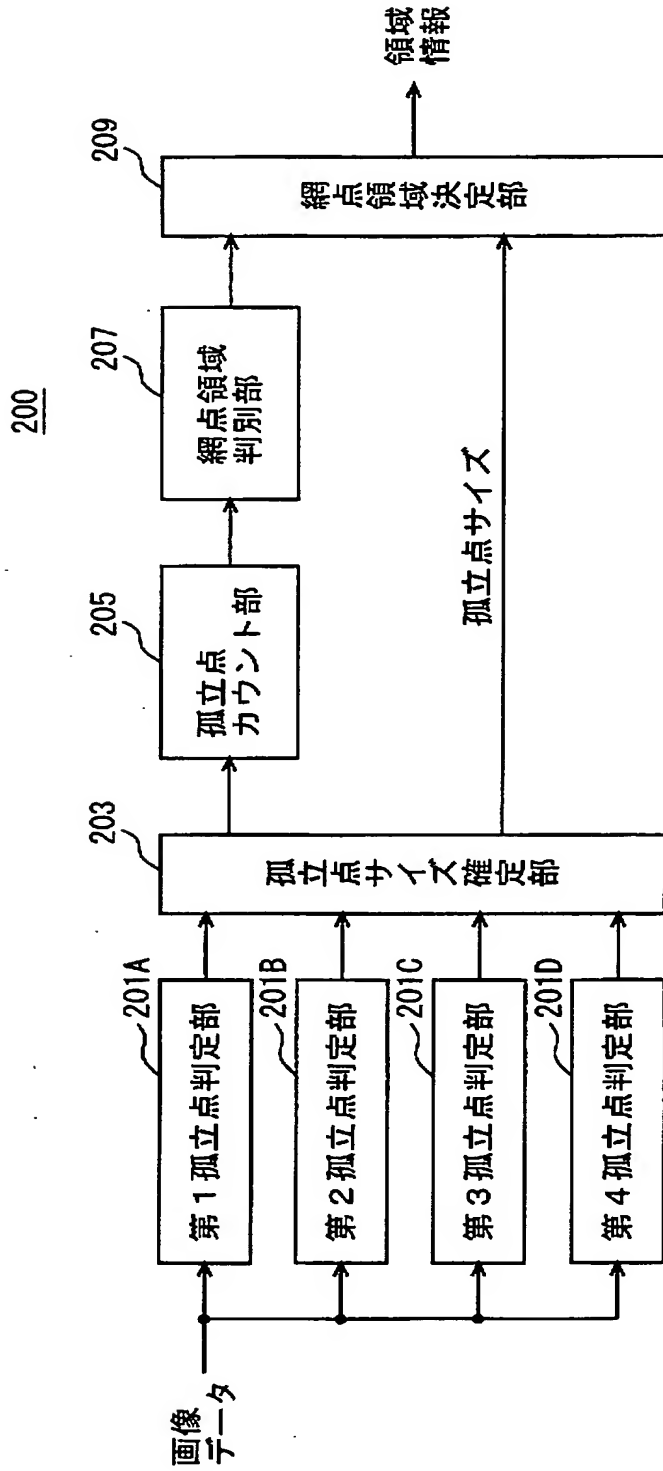 200
画像
データ
201A
第1孤立点判定部
201B
第2孤立点判定部
201C
第3孤立点判定部
201D
第4孤立点判定部
203
孤立点サイズ確定部
205
孤立点
カウント部
207
網点領域
判別部
孤立点サイズ
209
網点領域決定部
領域
情報